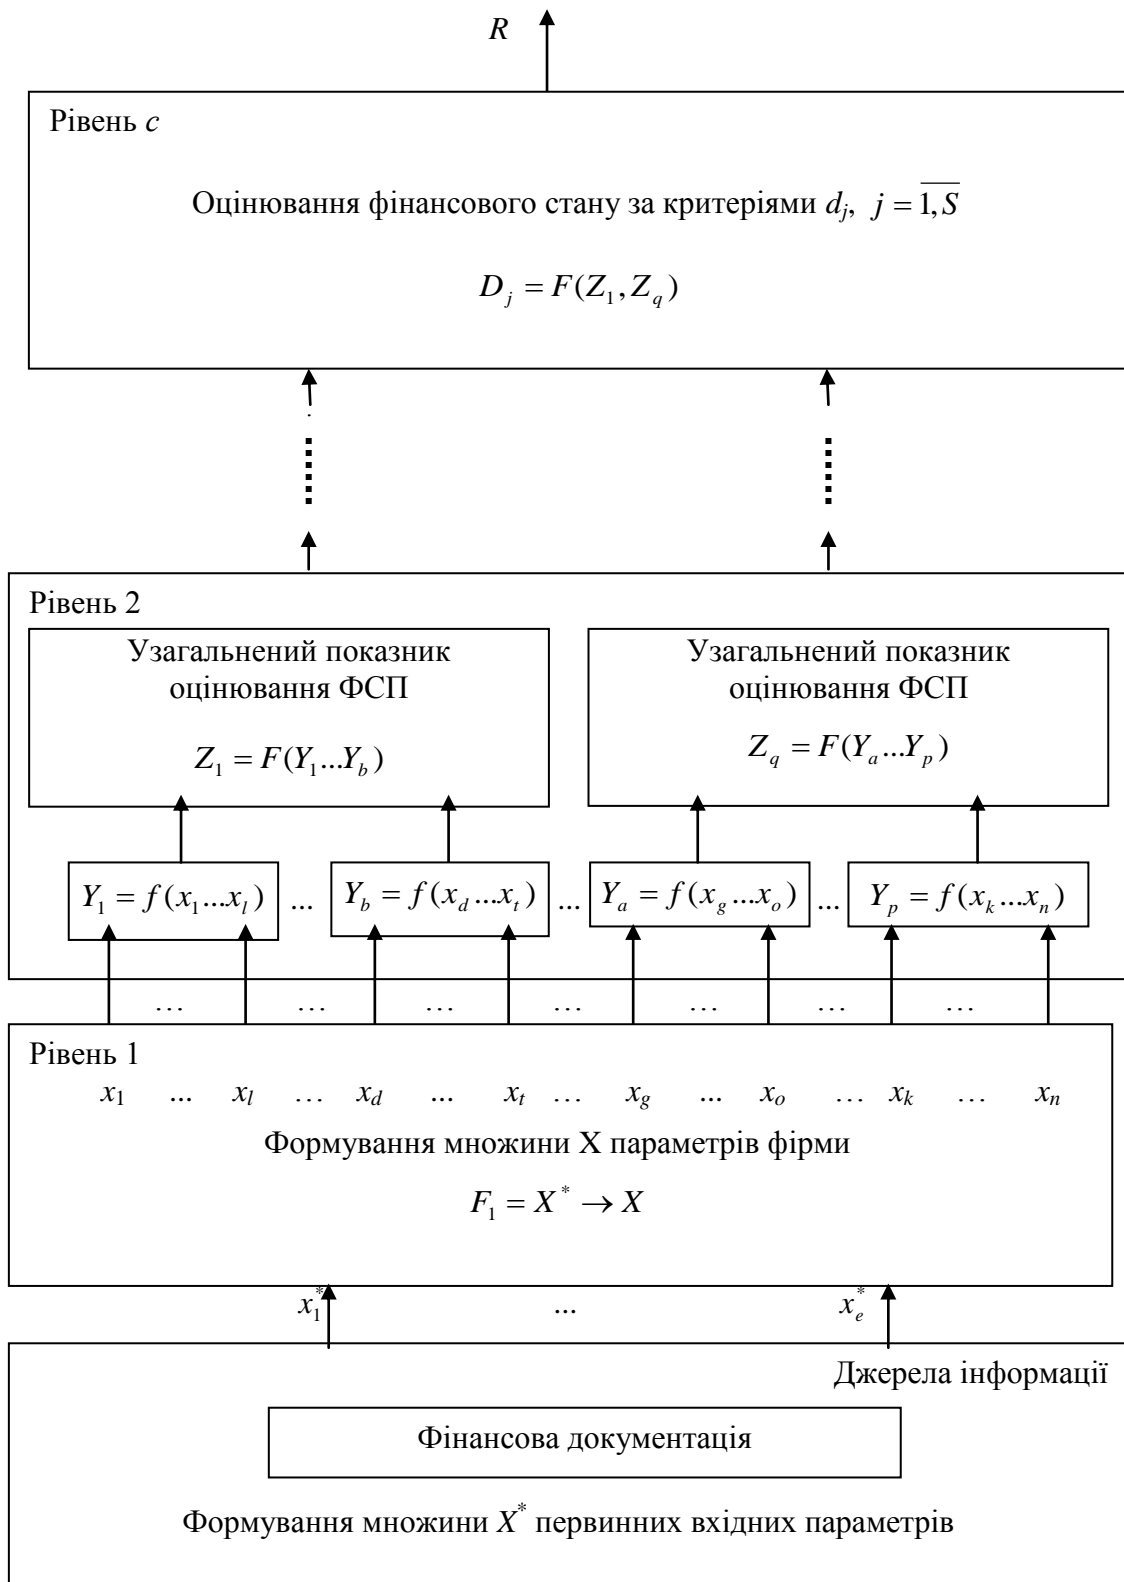 R
Рівень c
Оцінювання фінансового стану за критеріями dⱼ, j = \overline{1,S}
D_j = F(Z_1, Z_q)
Рівень 2
Узагальнений показник
оцінювання ФСП
Z_1 = F(Y_1...Y_b)
Узагальнений показник
оцінювання ФСП
Z_q = F(Y_a...Y_p)
Y_1 = f(x_1...x_l) ... Y_b = f(x_d...x_t) ... Y_a = f(x_g...x_o) ... Y_p = f(x_k...x_n)
... ... ... ... ... ... ...
Рівень 1
x_1 ... x_l ... x_d ... x_t ... x_g ... x_o ... x_k ... x_n
Формування множини X параметрів фірми
F_1 = X^* → X
x_1^* ... x_e^*
Джерела інформації
Фінансова документація
Формування множини X^* первинних вхідних параметрів